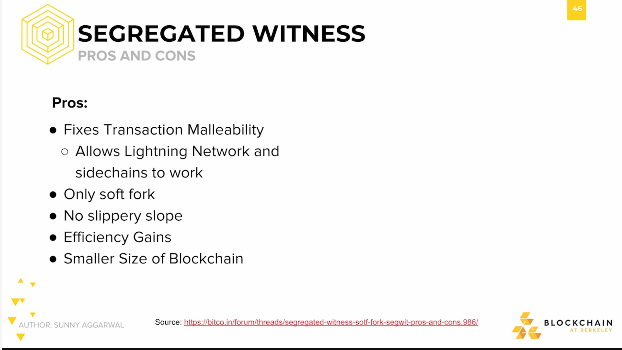 46
SEGREGATED WITNESS
PROS AND CONS
Pros:
● Fixes Transaction Malleability
○ Allows Lightning Network and
sidechains to work
● Only soft fork
● No slippery slope
● Efficiency Gains
● Smaller Size of Blockchain
AUTHOR: SUNNY AGGARWAL
Source: https://bitco.in/forum/threads/segregated-witness-sotf-fork-segwit-pros-and-cons.986/
BLOCKCHAIN
AT BERKELEY